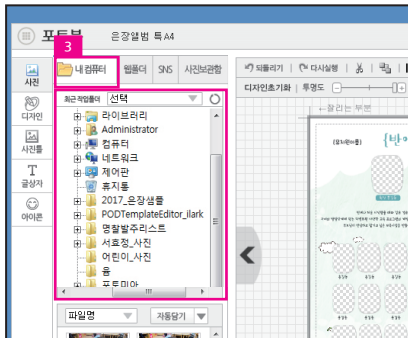 포토북 은장앨범 특A4
3
내 컴퓨터 웹폴더 SNS 사진보관함
되돌리기 다시실행
디자인초기화 투명도
사진
디자인
사진틀
글상자
아이콘
최근 작업폴더 선택
라이브러리
Administrator
컴퓨터
네트워크
제어판
휴지통
2017_은장샘플
PODTemplateEditor_ilark
명찰발주리스트
서효정_사진
어린이_사진
음
포토미아
파일명 자동담기
←잘리는 부분